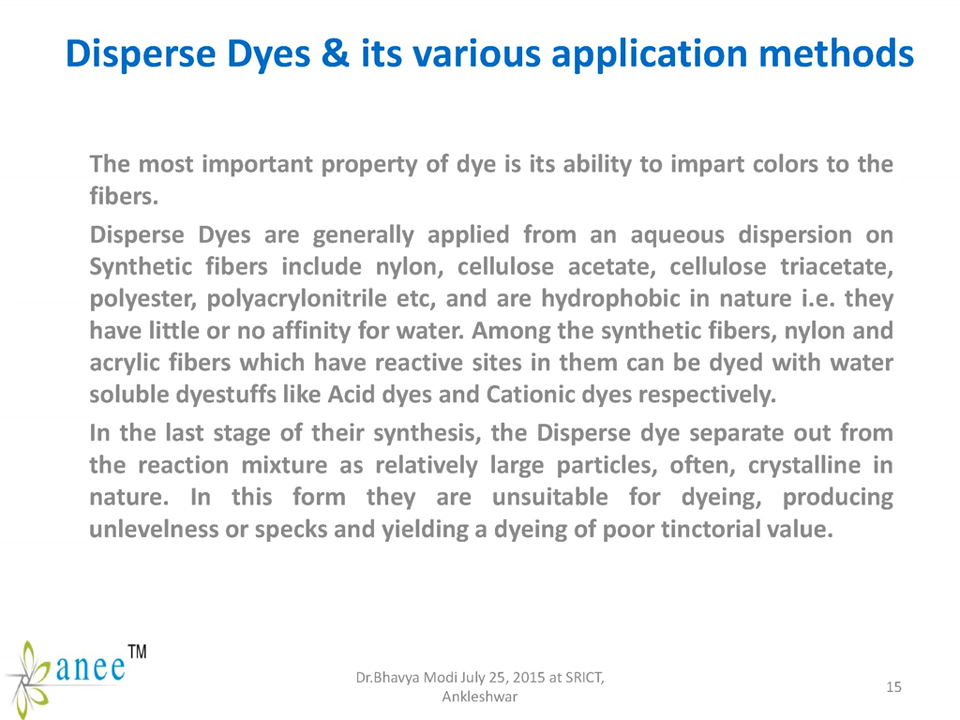 Disperse Dyes & its various application methods
The most important property of dye is its ability to impart colors to the
fibers.
Disperse Dyes are generally applied from an aqueous dispersion on
Synthetic fibers include nylon, cellulose acetate, cellulose triacetate,
polyester, polyacrylonitrile etc, and are hydrophobic in nature i.e. they
have little or no affinity for water. Among the synthetic fibers, nylon and
acrylic fibers which have reactive sites in them can be dyed with water
soluble dyestuffs like Acid dyes and Cationic dyes respectively.
In the last stage of their synthesis, the Disperse dye separate out from
the reaction mixture as relatively large particles, often, crystalline in
nature. In this form they are unsuitable for dyeing, producing
unlevelness or specks and yielding a dyeing of poor tinctorial value.
anee TM
Dr.Bhavya Modi July 25, 2015 at SRICT,
Ankleshwar
15